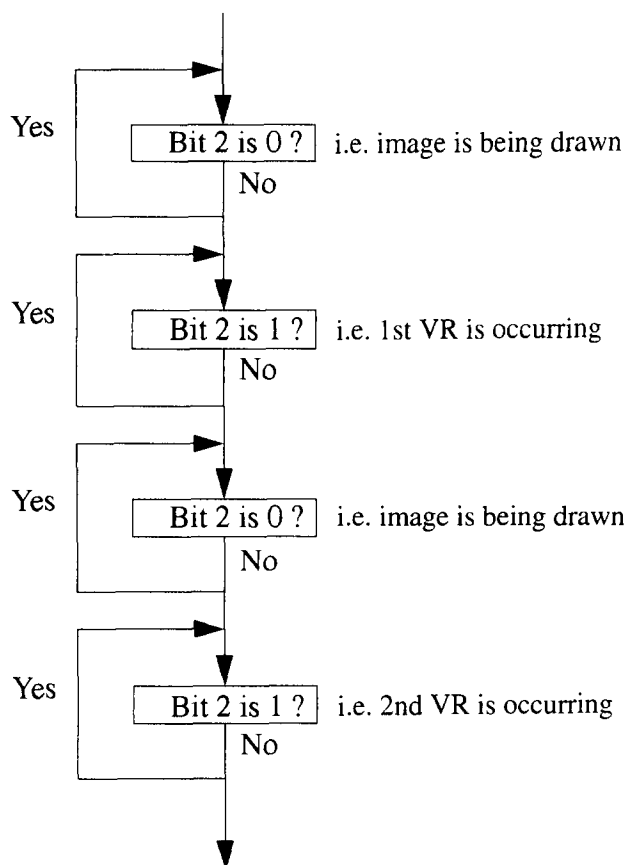 Yes
Bit 2 is 0 ? i.e. image is being drawn
No
Yes
Bit 2 is 1 ? i.e. 1st VR is occurring
No
Yes
Bit 2 is 0 ? i.e. image is being drawn
No
Yes
Bit 2 is 1 ? i.e. 2nd VR is occurring
No